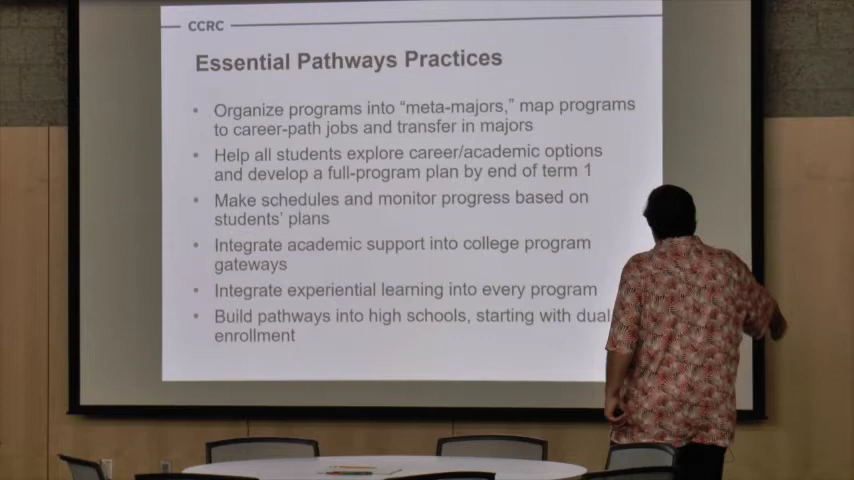 CCRC
Essential Pathways Practices
• Organize programs into “meta-majors,” map programs
to career-path jobs and transfer in majors
• Help all students explore career/academic options
and develop a full-program plan by end of term 1
• Make schedules and monitor progress based on
students’ plans
• Integrate academic support into college program
gateways
• Integrate experiential learning into every program
• Build pathways into high schools, starting with dual
enrollment